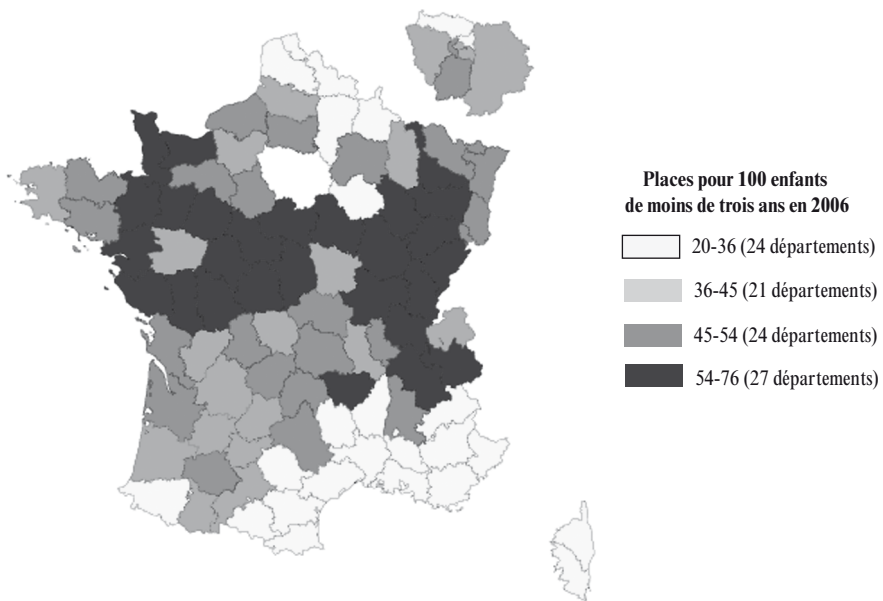 Places pour 100 enfants
de moins de trois ans en 2006
20-36 (24 départements)
36-45 (21 départements)
45-54 (24 départements)
54-76 (27 départements)